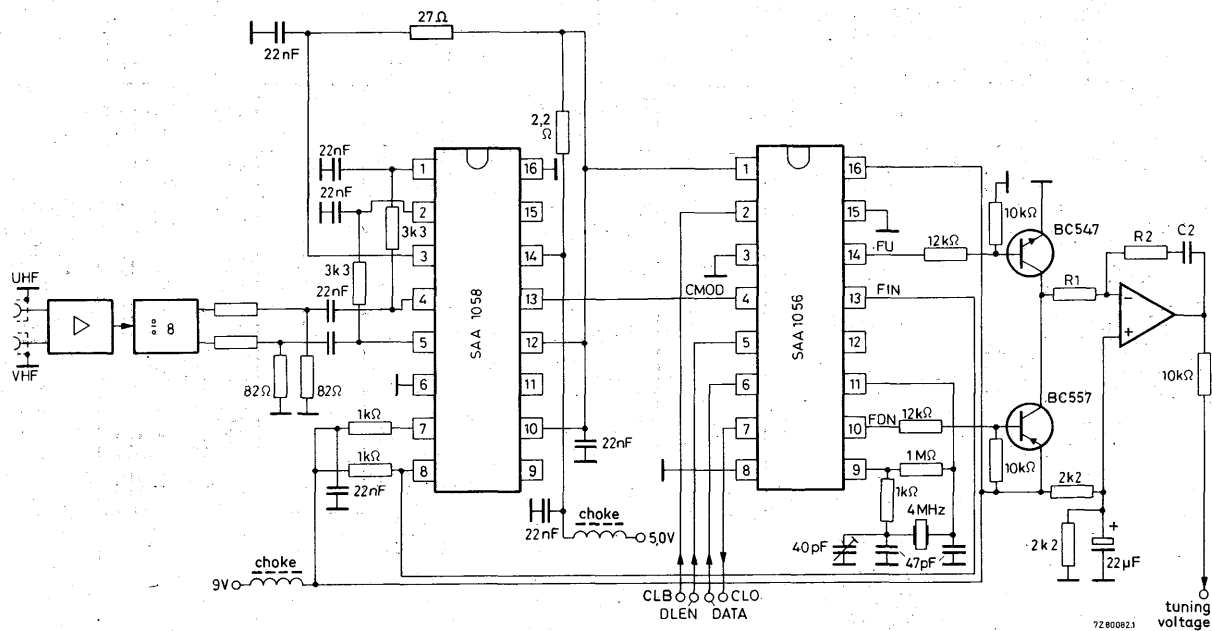 27Ω
22nF
2,2
Ω
22nF
22nF
3k3
3k3
22nF
UHF
VHF
8
82Ω
82Ω
1kΩ
1kΩ
22nF
choke
9V
SAA 1058
1
2
3
4
5
6
7
8
16
15
14
13
12
11
10
9
22nF
22nF
choke
5,0V
CMOD
SAA 1056
1
2
3
4
5
6
7
8
16
15
14
13
12
11
10
9
FU
FIN
FDN
12kΩ
10kΩ
BC547
R1
R2
C2
−
+
12kΩ
10kΩ
BC557
1MΩ
1kΩ
4MHz
40pF
47pF
2k2
2k2
+
22µF
10kΩ
CLB
DLEN
DATA
CLO
7Z80082.1
tuning
voltage